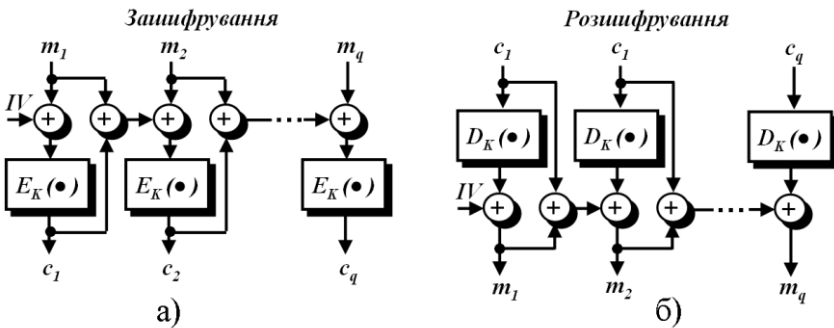 Зашифрування
m1 m2 mq
IV + + + + +
EK(•) EK(•) EK(•)
c1 c2 cq
а)
Розшифрування
c1 c1 cq
DK(•) DK(•) DK(•)
IV + + + + +
m1 m2 mq
б)